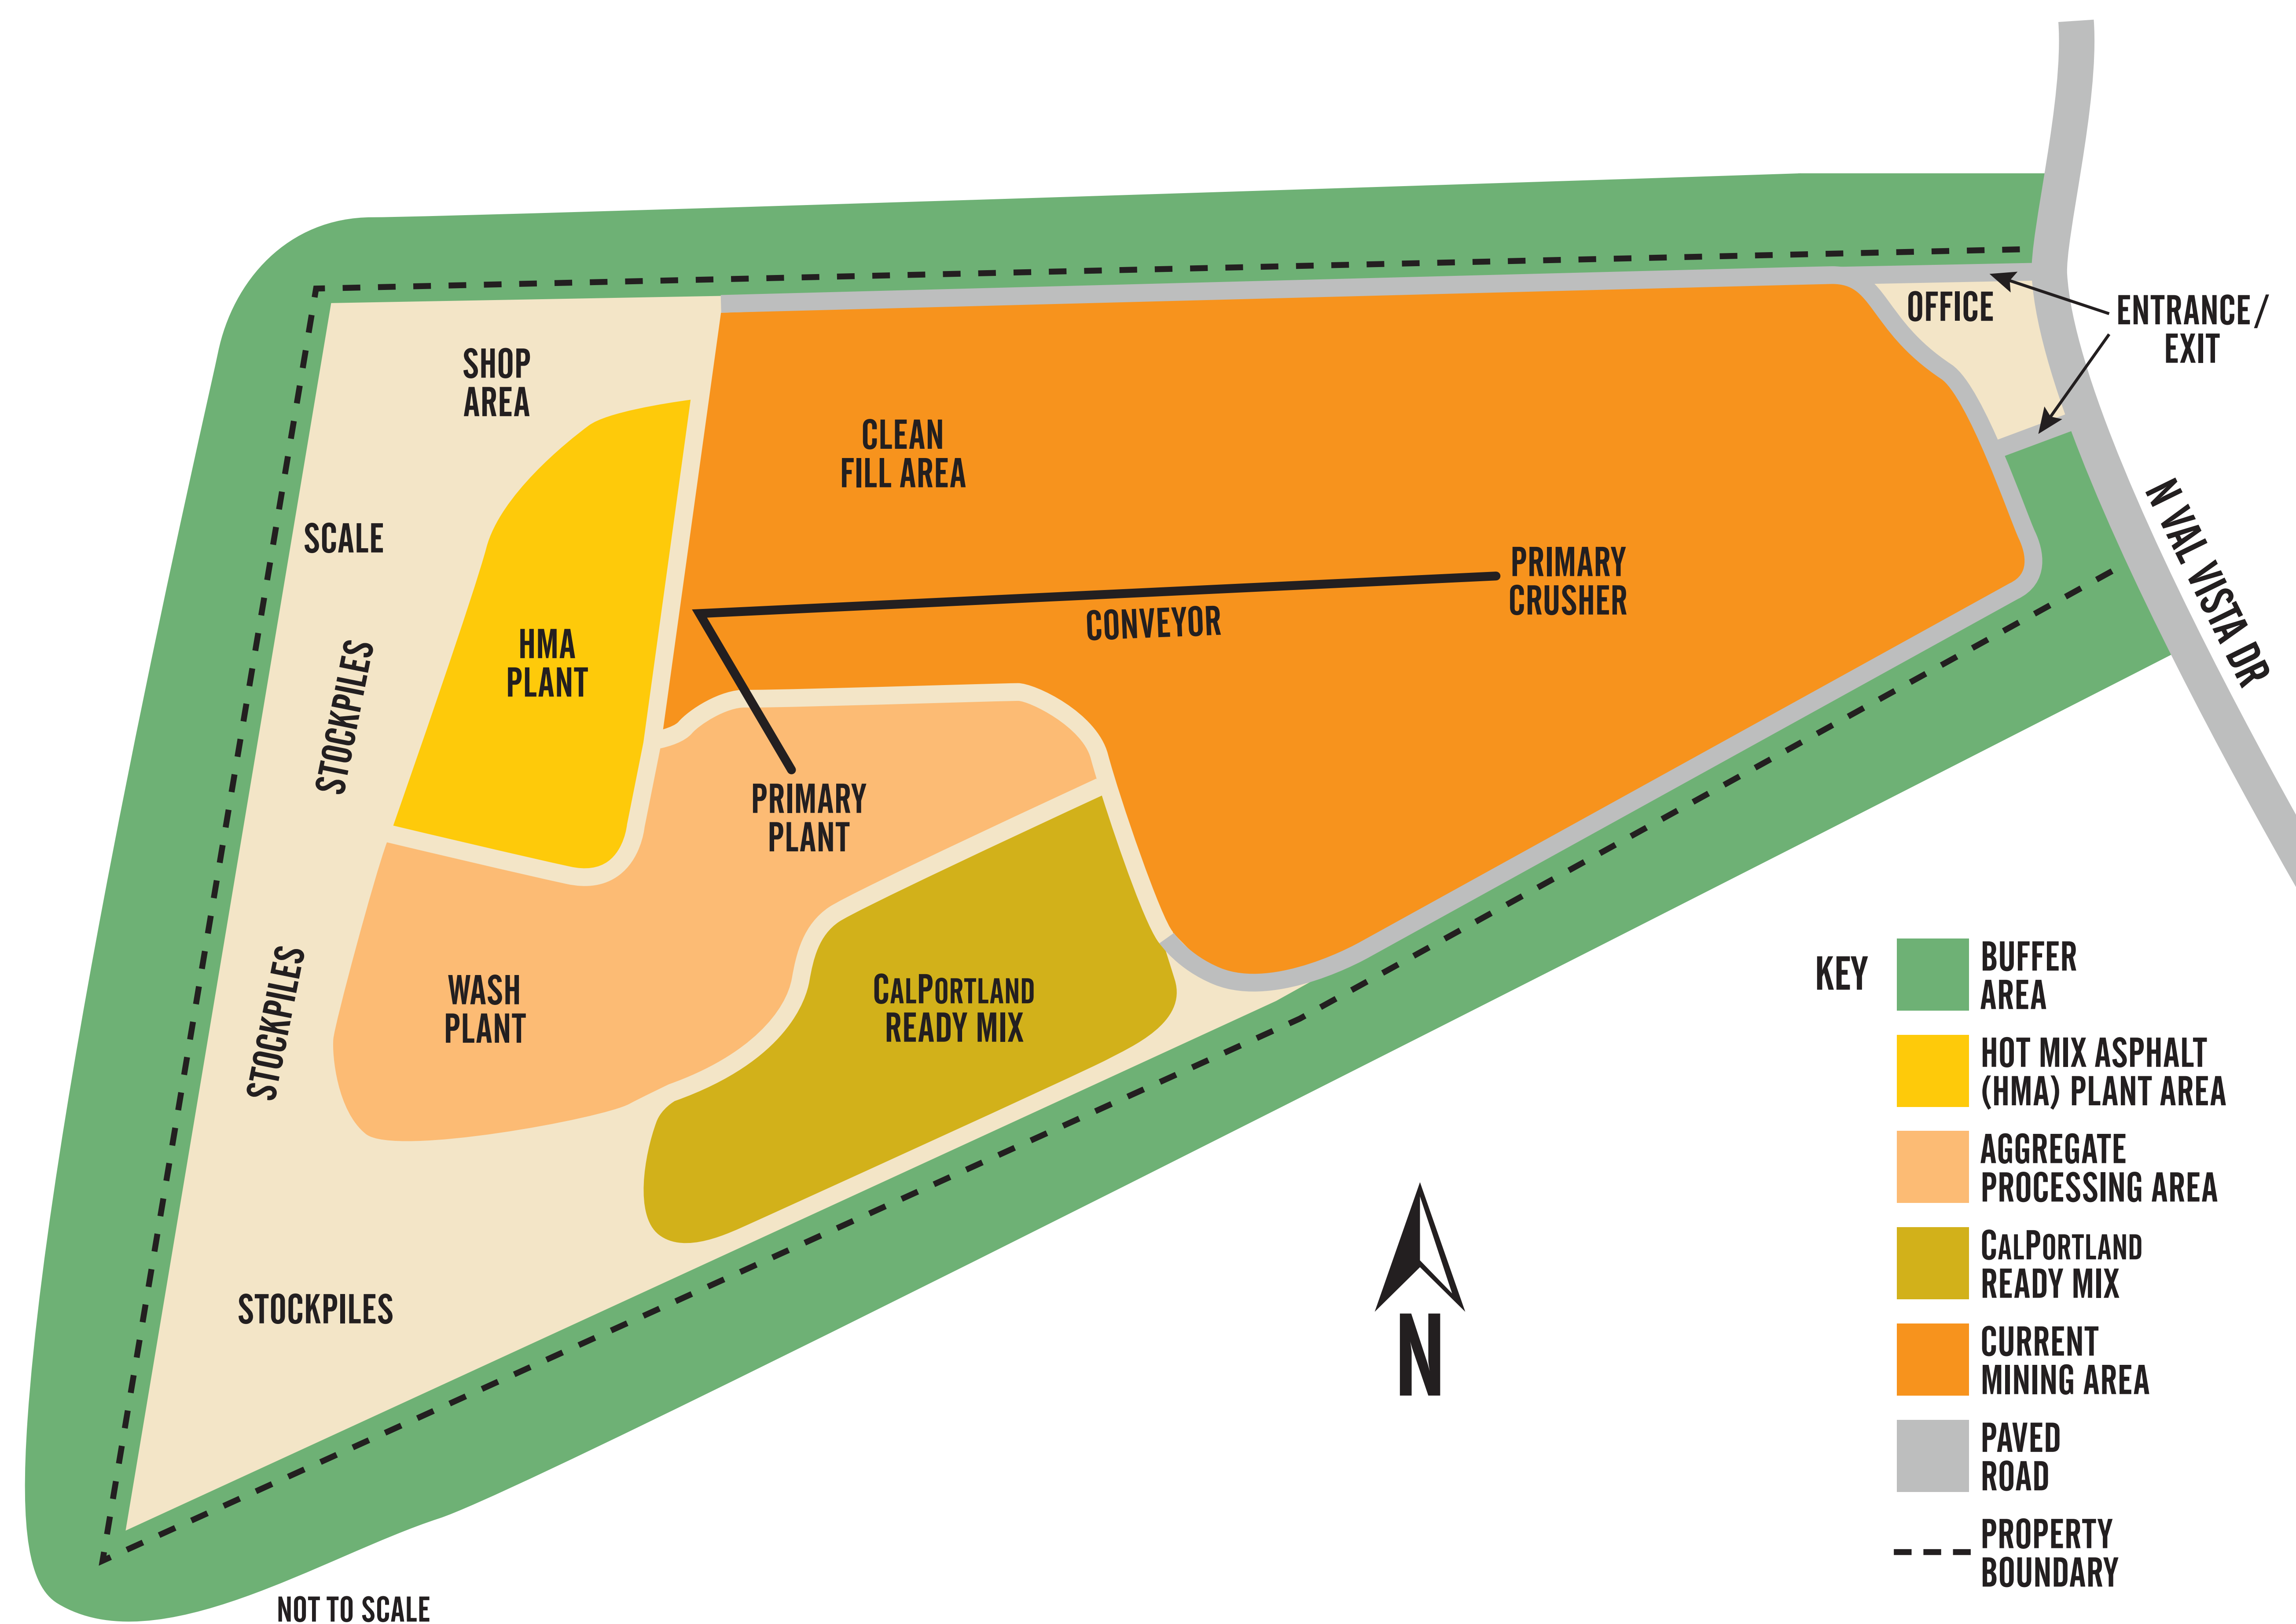 SHOP
AREA
SCALE
STOCKPILES
STOCKPILES
STOCKPILES
HMA
PLANT
WASH
PLANT
CLEAN
FILL AREA
CONVEYOR
PRIMARY
CRUSHER
PRIMARY
PLANT
CALPORTLAND
READY MIX
OFFICE
ENTRANCE/
EXIT
N VAL VISTA DR
N
KEY
BUFFER
AREA
HOT MIX ASPHALT
(HMA) PLANT AREA
AGGREGATE
PROCESSING AREA
CALPORTLAND
READY MIX
CURRENT
MINING AREA
PAVED
ROAD
PROPERTY
BOUNDARY
NOT TO SCALE